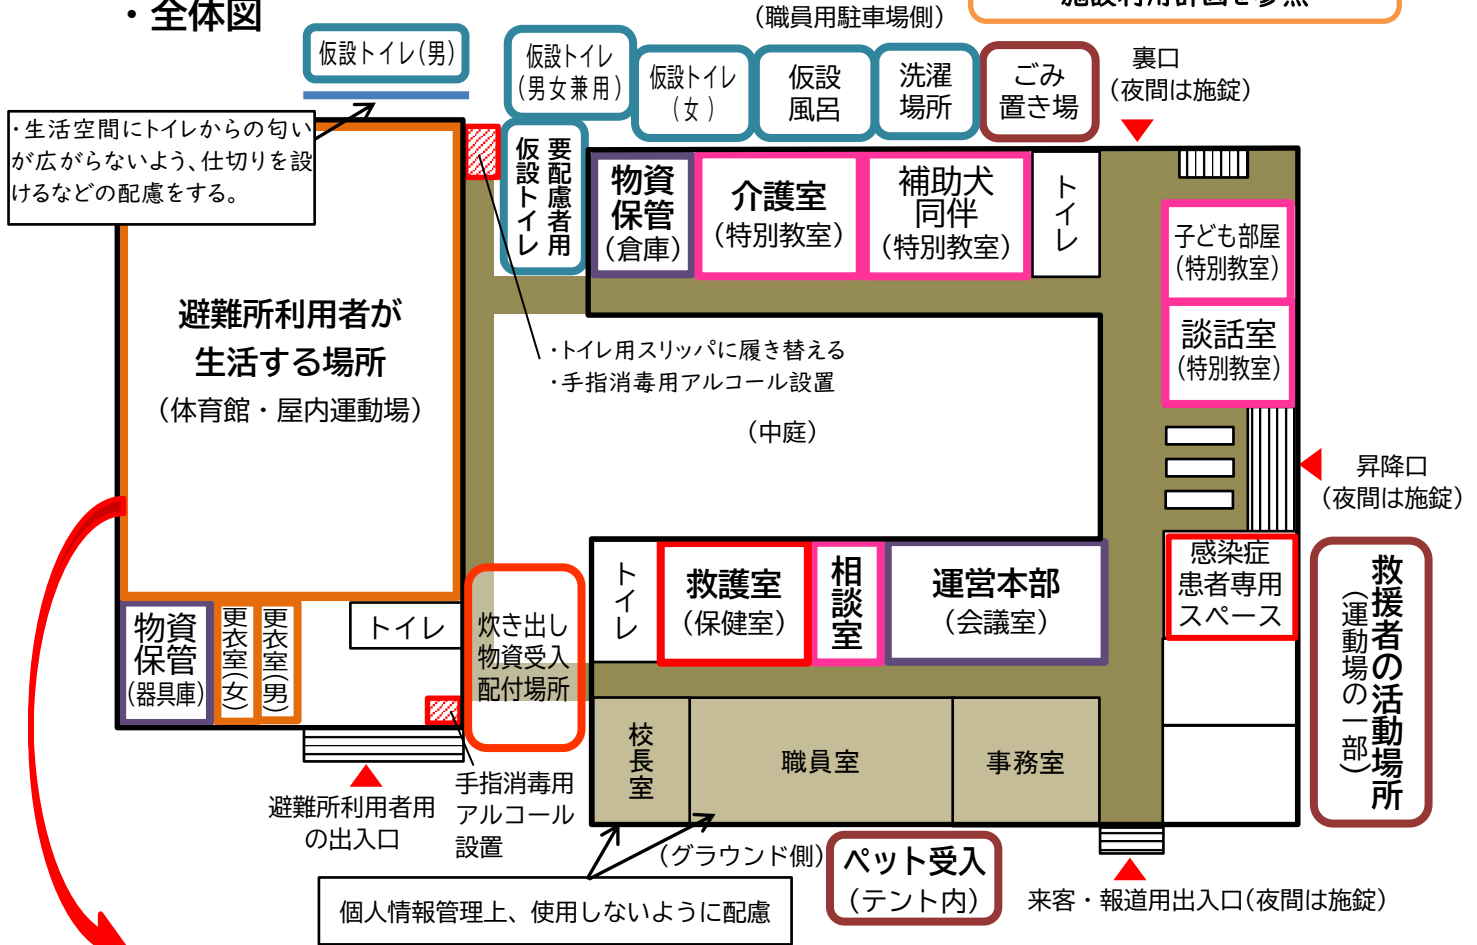 ・全体図
(職員用駐車場側)
施設利用計画を参照
仮設トイレ(男)
仮設トイレ
(男女兼用)
仮設トイレ
(女)
仮設
風呂
洗濯
場所
ごみ
置き場
裏口
(夜間は施錠)
・生活空間にトイレからの匂い
が広がらないよう、仕切りを設
けるなどの配慮をする。
要配慮者用
仮設トイレ
物資
保管
(倉庫)
介護室
(特別教室)
補助犬
同伴
(特別教室)
トイレ
子ども部屋
(特別教室)
談話室
(特別教室)
避難所利用者が
生活する場所
(体育館・屋内運動場)
・トイレ用スリッパに履き替える
・手指消毒用アルコール設置
(中庭)
昇降口
(夜間は施錠)
物資
保管
(器具庫)
更衣室(女)
更衣室(男)
トイレ
炊き出し
物資受入
配付場所
トイレ
救護室
(保健室)
相談室
運営本部
(会議室)
感染症
患者専用
スペース
救援者の活動場所
(運動場の一部)
校長室
職員室
事務室
避難所利用者用
の出入口
手指消毒用
アルコール
設置
(グラウンド側)
ペット受入
(テント内)
来客・報道用出入口(夜間は施錠)
個人情報管理上、使用しないように配慮